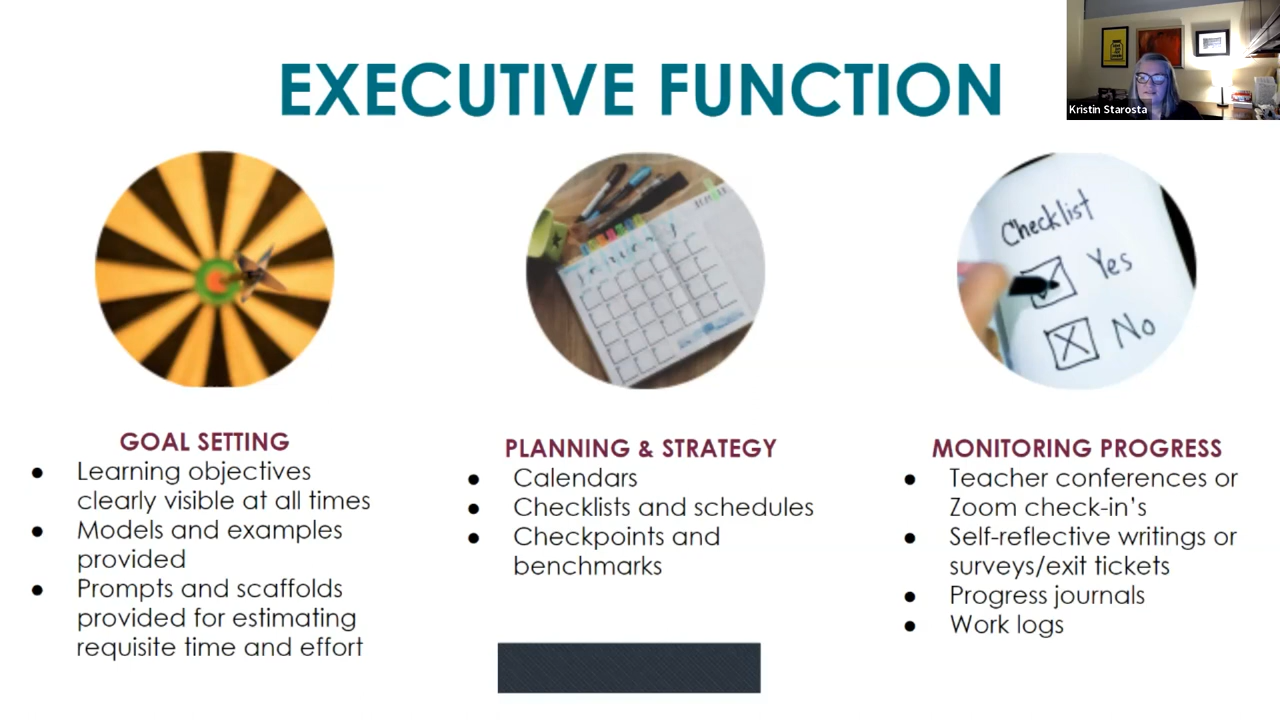 EXECUTIVE FUNCTION
Kristin Starosta
Checklist
Yes
No
GOAL SETTING
● Learning objectives
clearly visible at all times
● Models and examples
provided
● Prompts and scaffolds
provided for estimating
requisite time and effort
PLANNING & STRATEGY
● Calendars
● Checklists and schedules
● Checkpoints and
benchmarks
MONITORING PROGRESS
● Teacher conferences or
Zoom check-in's
● Self-reflective writings or
surveys/exit tickets
● Progress journals
● Work logs